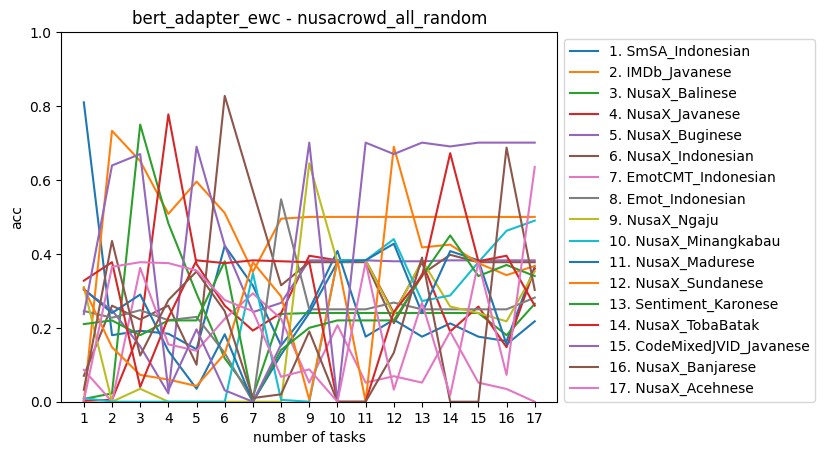 bert_adapter_ewc - nusacrowd_all_random
1.0
0.8
0.6
0.4
0.2
0.0
acc
1 2 3 4 5 6 7 8 9 10 11 12 13 14 15 16 17
number of tasks
1. SmSA_Indonesian
2. IMDb_Javanese
3. NusaX_Balinese
4. NusaX_Javanese
5. NusaX_Buginese
6. NusaX_Indonesian
7. EmotCMT_Indonesian
8. Emot_Indonesian
9. NusaX_Ngaju
10. NusaX_Minangkabau
11. NusaX_Madurese
12. NusaX_Sundanese
13. Sentiment_Karonese
14. NusaX_TobaBatak
15. CodeMixedJVID_Javanese
16. NusaX_Banjarese
17. NusaX_Acehnese